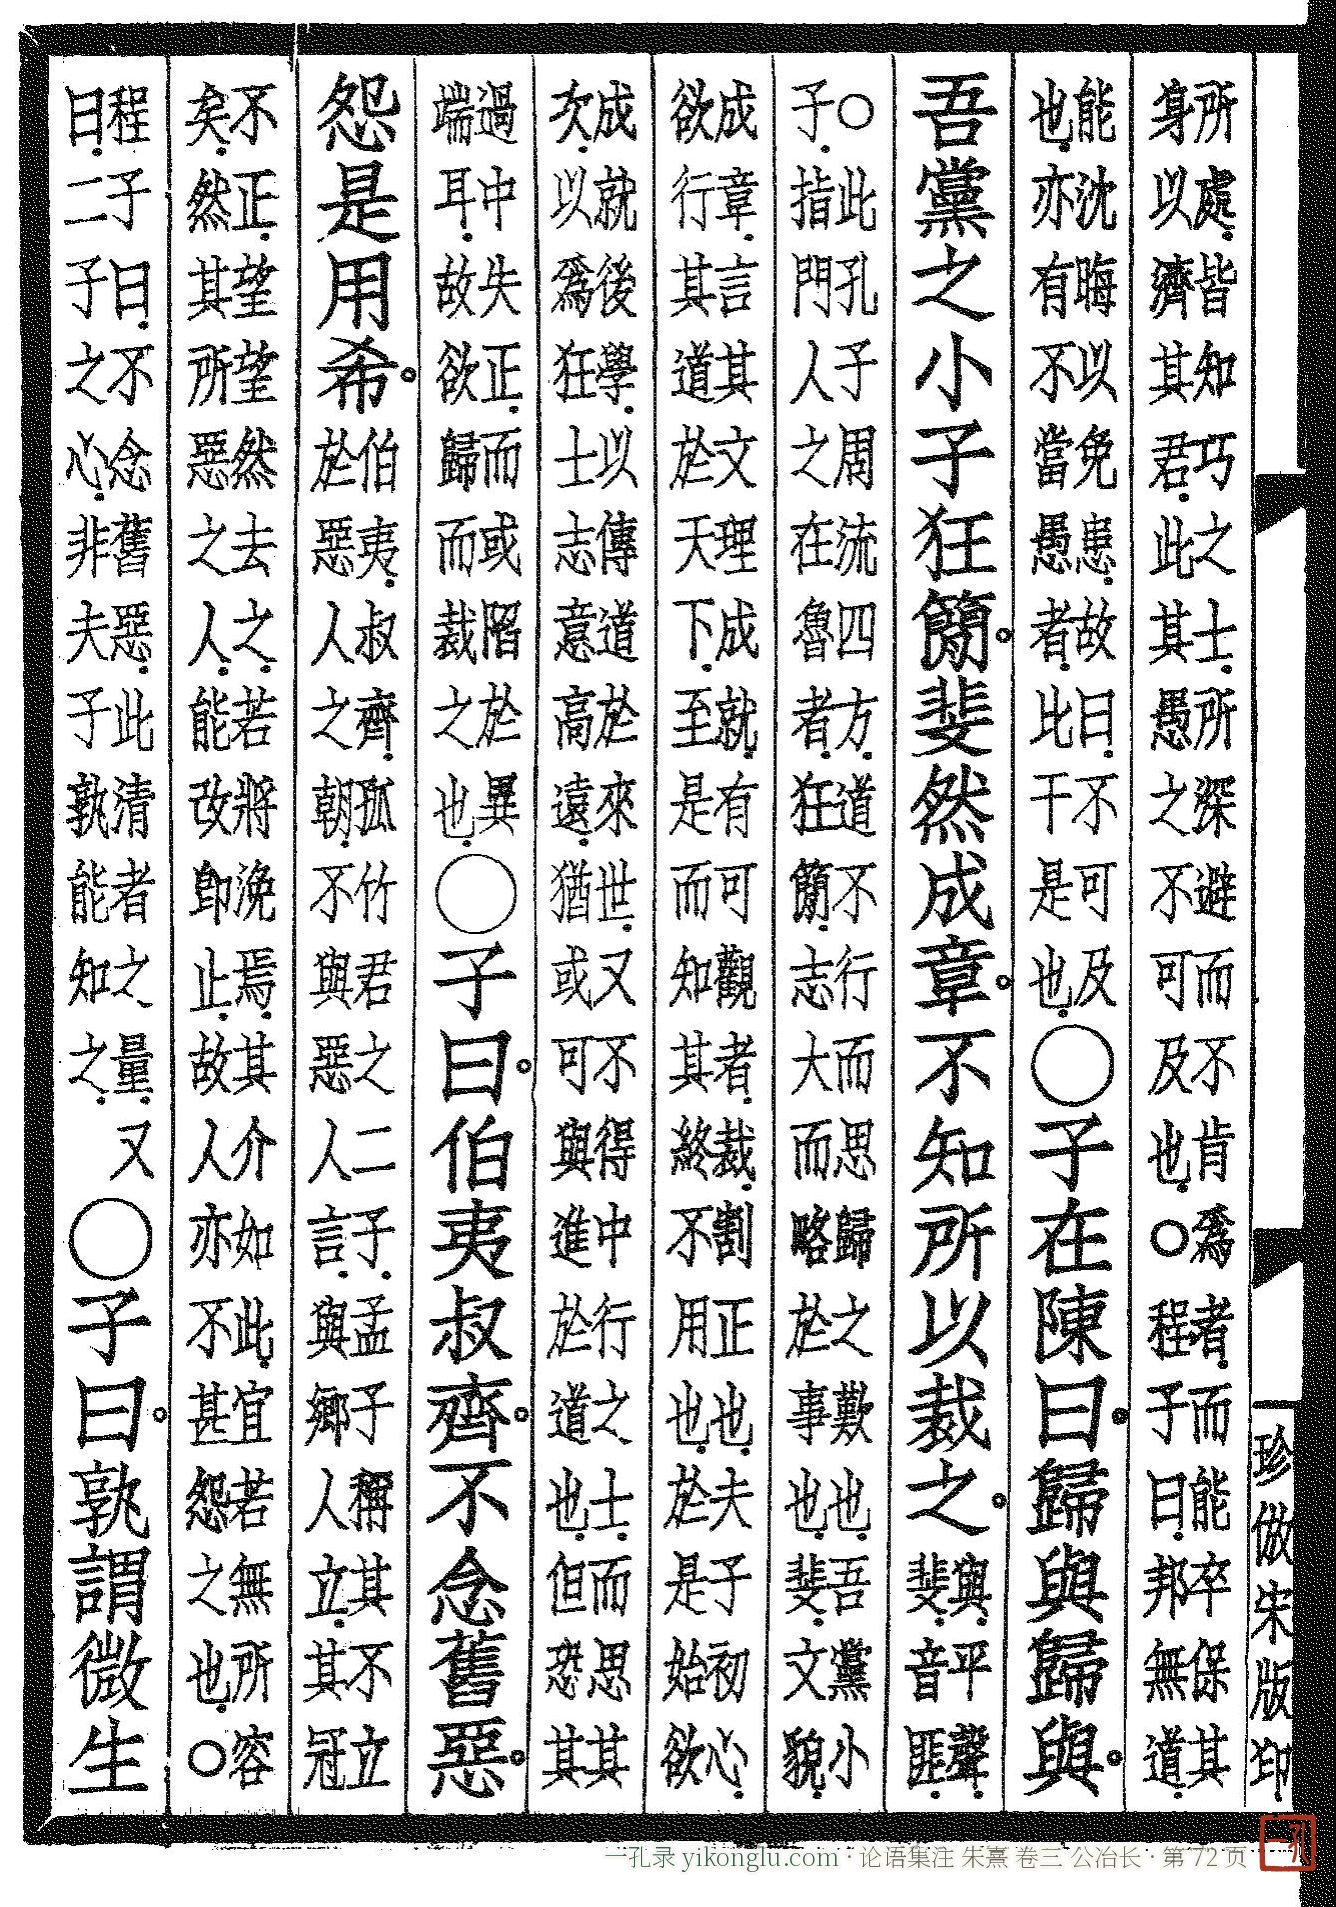 所處。皆知巧之士。所深避而不肯爲者。而能卒保其
身以濟其君。此其愚之不可及也。○程子曰。邦無道。
能沈晦以免患。故曰。不可及
也。亦有不當愚者。比干是也。
○子在陳曰。歸與歸與。
吾黨之小子狂簡。斐然成章。不知所以裁之。
與。平聲。
斐。音匪。
○此孔子周流四方。道不行而思歸之歎也。吾黨小
子。指門人之在魯者。狂簡志大而略於事也。斐。文貌。
成章。言其文理成就。有可觀者。裁。割正也。夫子初心。
欲行其道於天下。至是而知其終不用也。於是始欲
成就後學。以傳道於來世。又不得中行之士。而思其
次。以爲狂士志意高遠。猶或可與進於道也。但恐其
過中失正。而或陷於異
端耳。故欲歸而裁之也。
○子曰。伯夷叔齊。不念舊惡。
怨是用希。
伯夷。叔齊。孤竹君之二子。孟子稱其不立
於惡人之朝不與惡人言。與鄉人立。其冠
不正。望望然去之。若將浼焉。其介如此。宜若無所容
矣。然其所惡之人。能改卽止。故人亦不甚怨之也。○
程子曰。不念舊惡。此清者之量。又
曰。二子之心。非夫子孰能知之。
○子曰。孰謂微生
珍倣宋版印
一孔录 yikonglu.com · 论语集注 朱熹 卷三 公冶长 · 第 72 页
一孔